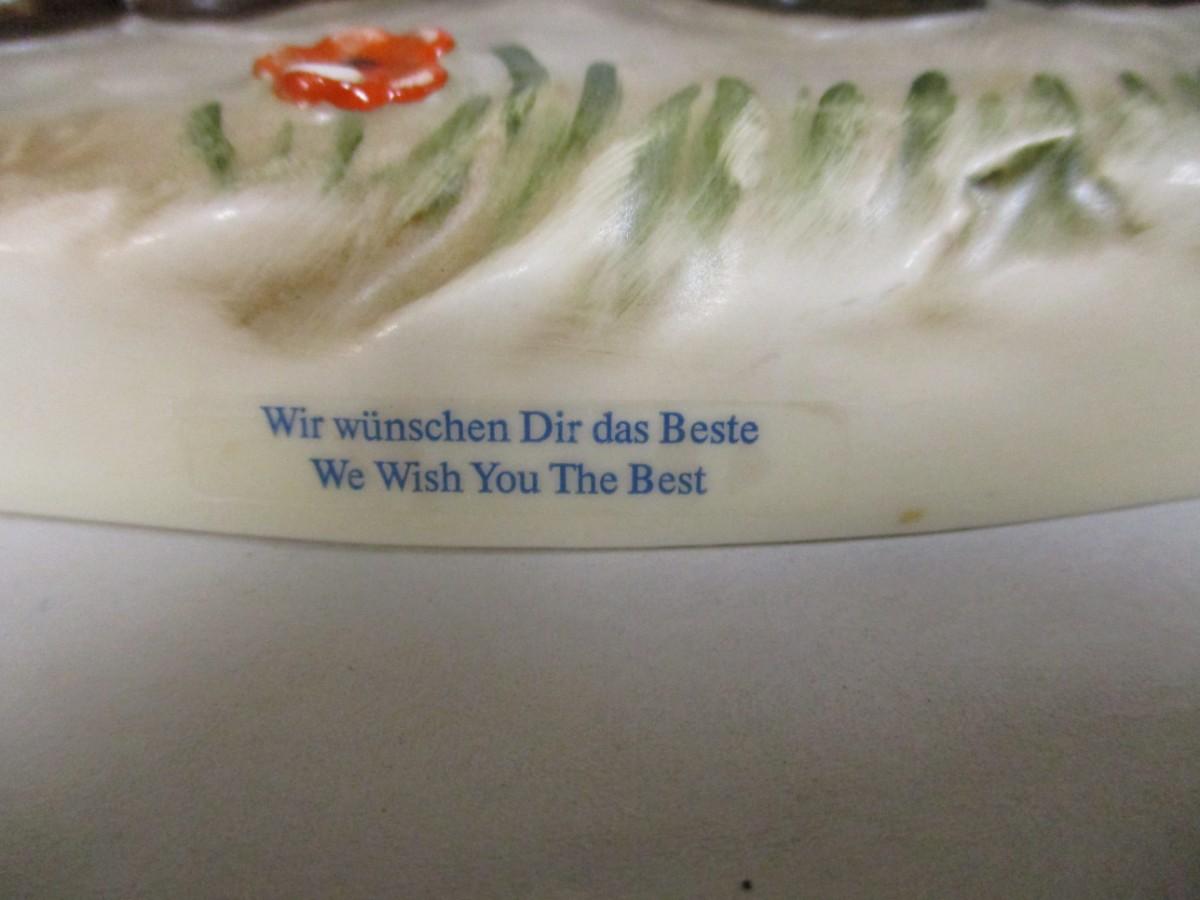 Wir wünschen Dir das Beste
We Wish You The Best